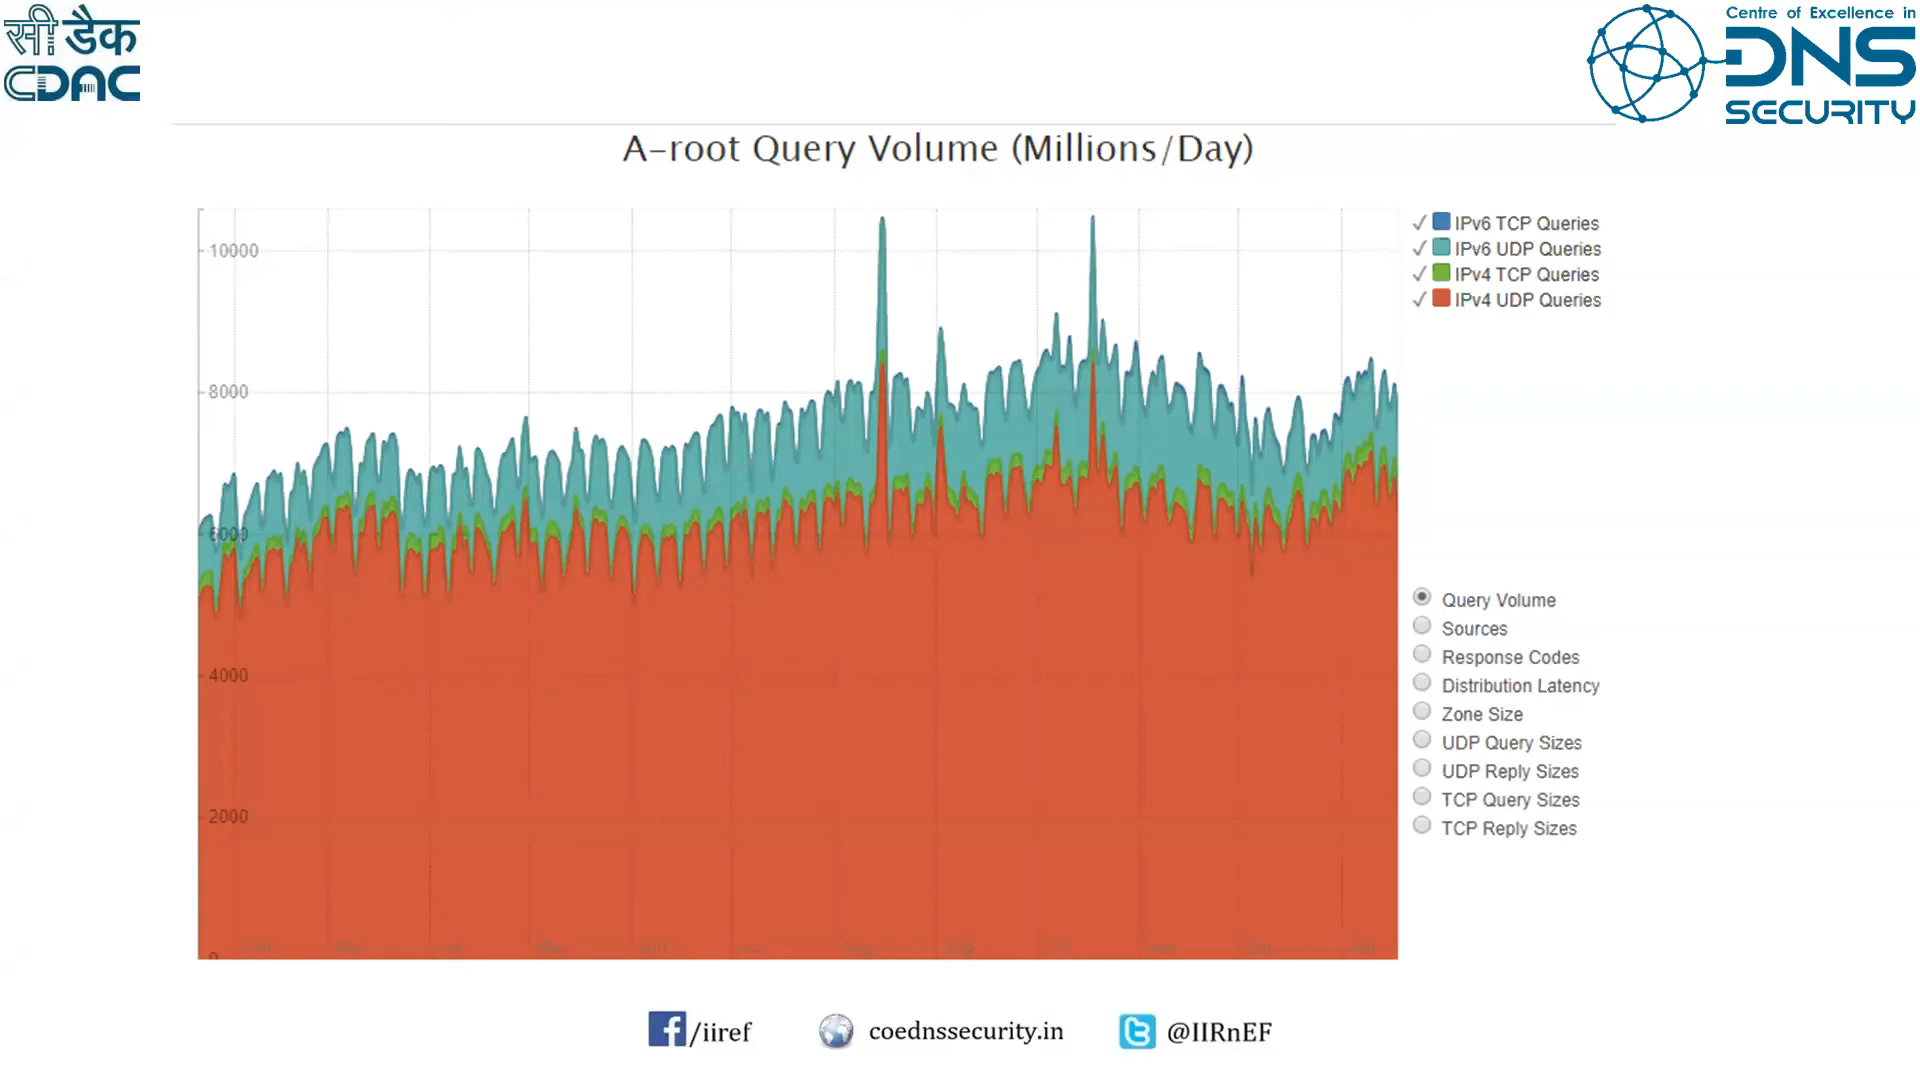 सी डैक
CDAC
Centre of Excellence in
DNS
SECURITY
A-root Query Volume (Millions/Day)
10000
8000
6000
4000
2000
0
IPv6 TCP Queries
IPv6 UDP Queries
IPv4 TCP Queries
IPv4 UDP Queries
Query Volume
Sources
Response Codes
Distribution Latency
Zone Size
UDP Query Sizes
UDP Reply Sizes
TCP Query Sizes
TCP Reply Sizes
/iiref
coednssecurity.in
@IIRnEF